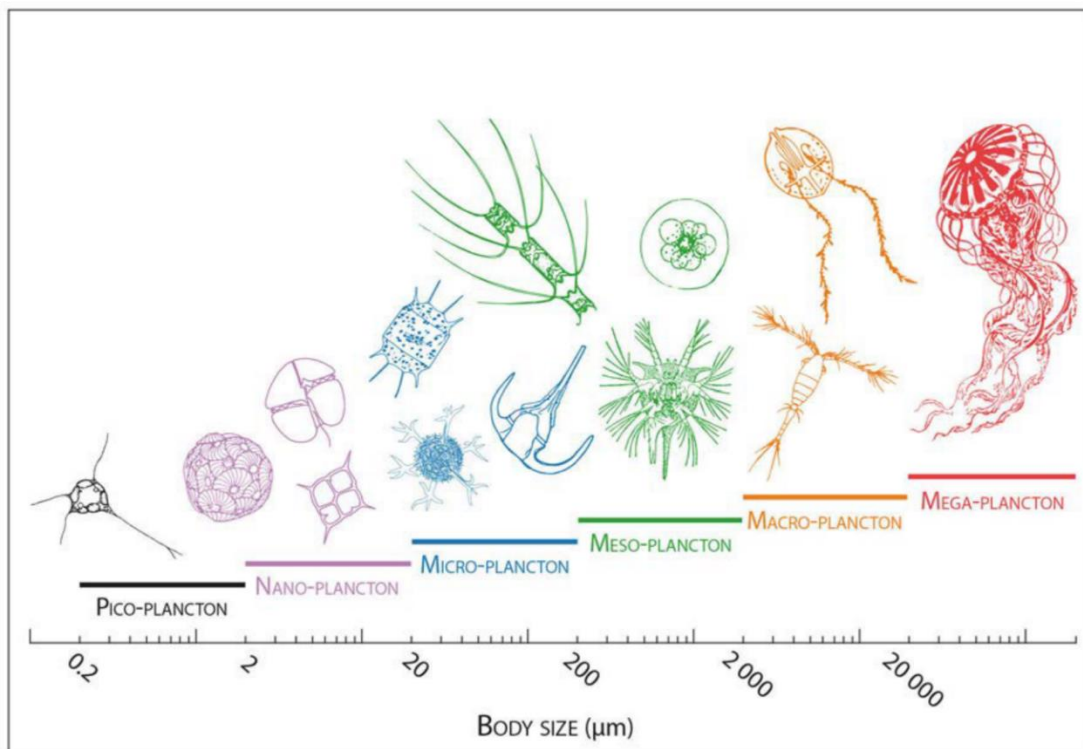 MEGA-PLANCTON
MACRO-PLANCTON
MESO-PLANCTON
MICRO-PLANCTON
NANO-PLANCTON
PICO-PLANCTON
0.2 2 20 200 2 000 20 000
BODY SIZE (µm)